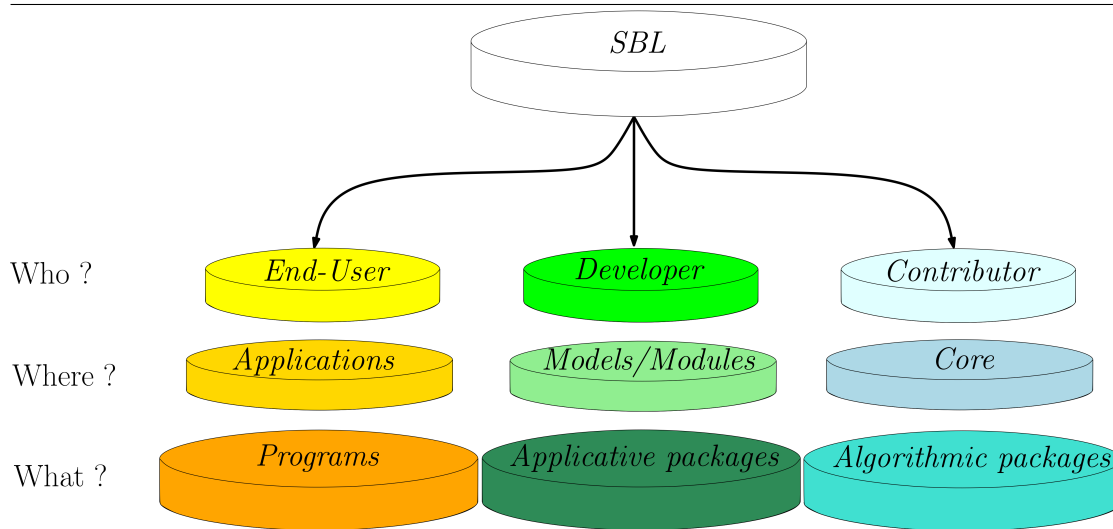 SBL
Who ? End-User Developer Contributor
Where ? Applications Models/Modules Core
What ? Programs Applicative packages Algorithmic packages